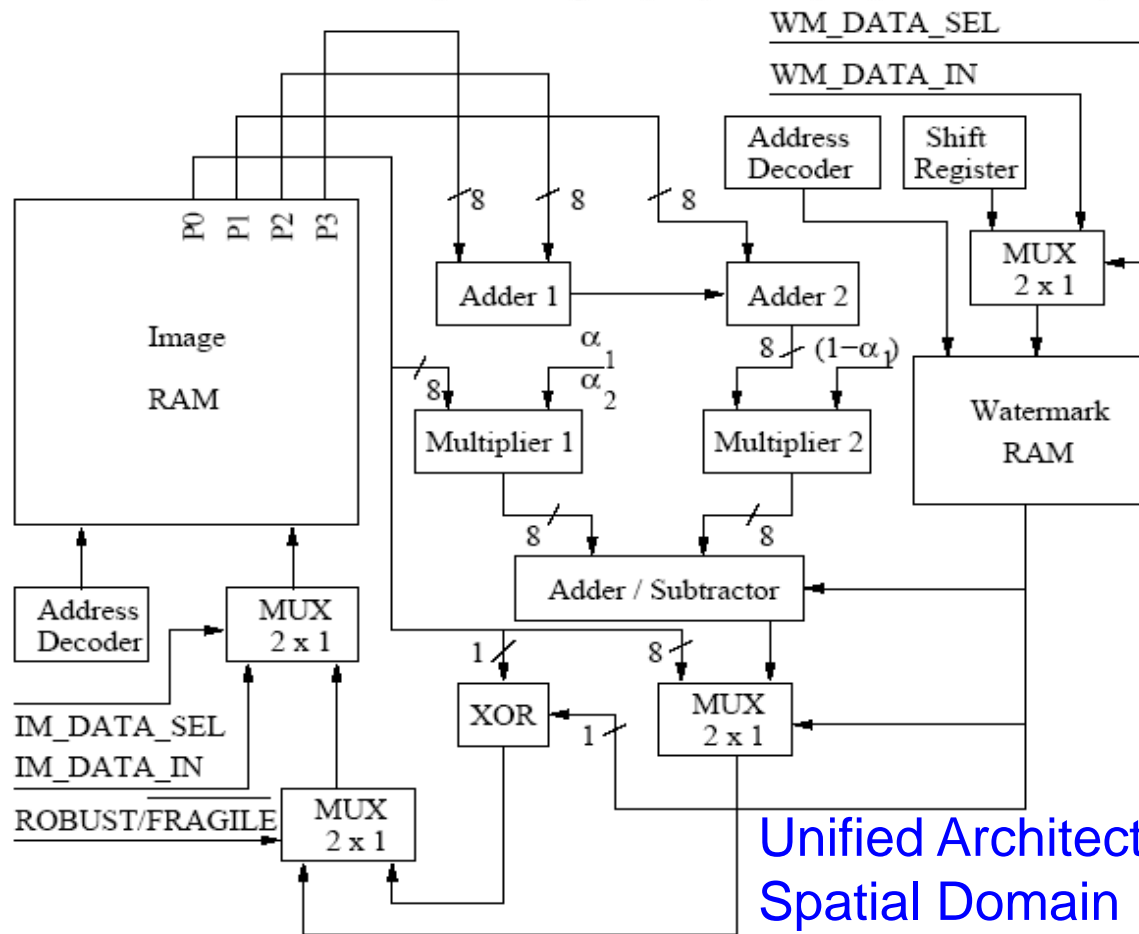 WM_DATA_SEL
WM_DATA_IN
Address
Decoder
Shift
Register
P0
P1
P2
P3
8
8
8
MUX
2 x 1
Adder 1
Adder 2
Image
RAM
α1
α2
8
(1−α1)
8
Multiplier 1
Multiplier 2
Watermark
RAM
8
8
Adder / Subtractor
Address
Decoder
MUX
2 x 1
1
8
XOR
MUX
2 x 1
1
IM_DATA_SEL
IM_DATA_IN
ROBUST/FRAGILE
MUX
2 x 1
Unified Architect
Spatial Domain